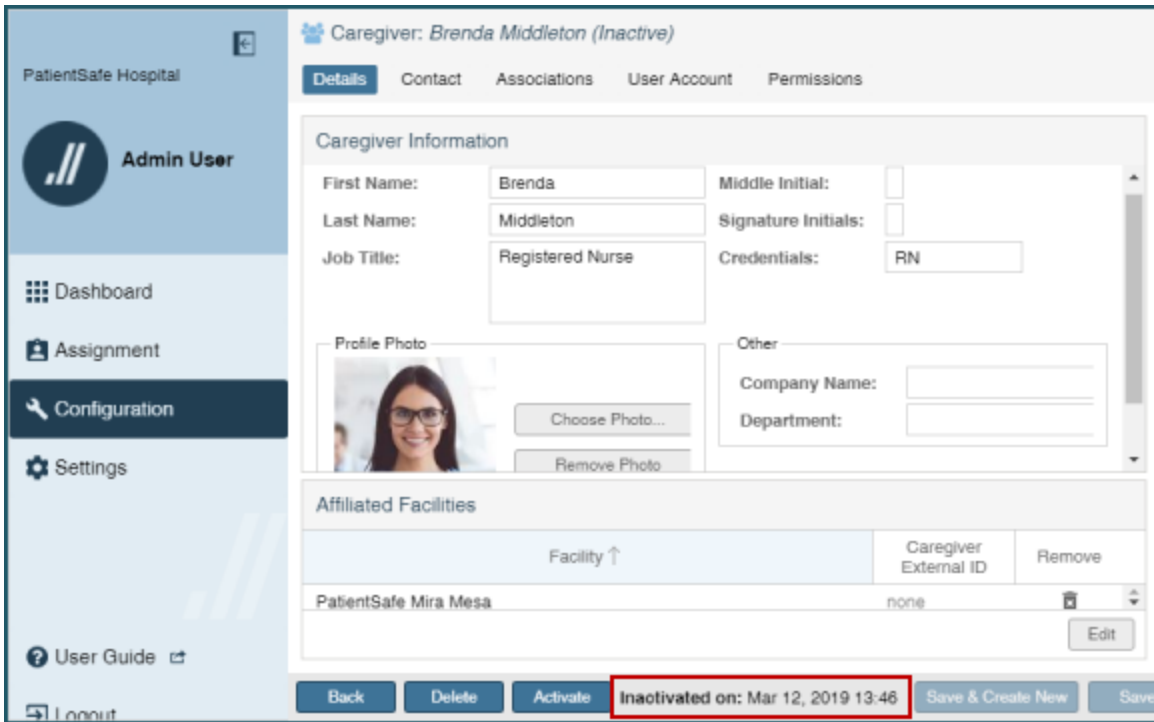 PatientSafe Hospital
Admin User
Dashboard
Assignment
Configuration
Settings
User Guide
Logout
Caregiver: Brenda Middleton (Inactive)
Details Contact Associations User Account Permissions
Caregiver Information
First Name: Brenda Middle Initial:
Last Name: Middleton Signature Initials:
Job Title: Registered Nurse Credentials: RN
Profile Photo Other
Company Name:
Choose Photo... Department:
Remove Photo
Affiliated Facilities
Facility ↑ Caregiver External ID Remove
PatientSafe Mira Mesa none
Edit
Back Delete Activate Inactivated on: Mar 12, 2019 13:46 Save & Create New Save